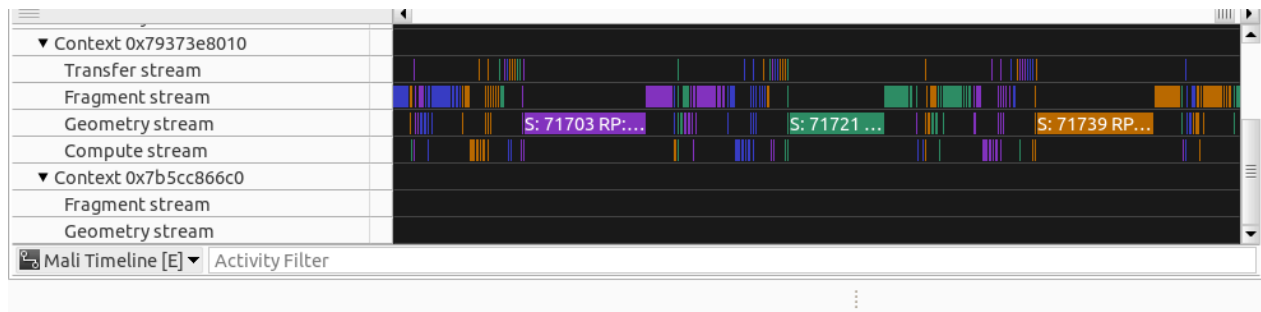 Context 0x79373e8010
Transfer stream
Fragment stream
Geometry stream S: 71703 RP:... S: 71721 ... S: 71739 RP...
Compute stream
Context 0x7b5cc866c0
Fragment stream
Geometry stream
Mali Timeline [E] Activity Filter